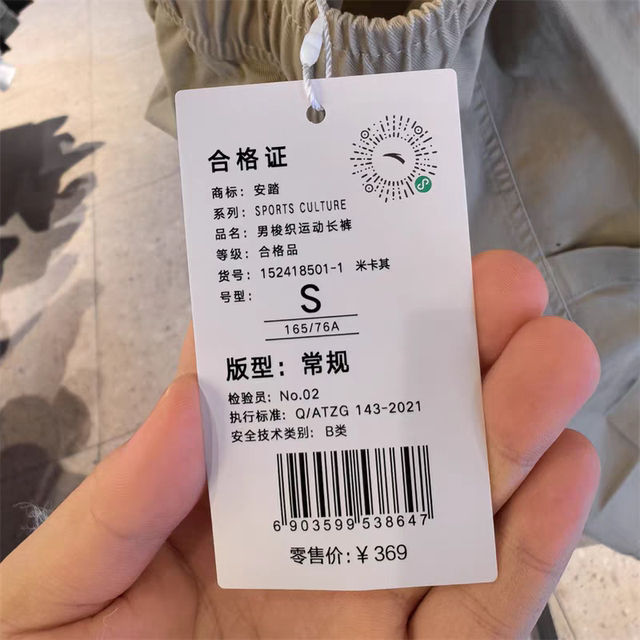 合格证
商标：安踏
系列：SPORTS CULTURE
品名：男梭织运动长裤
等级：合格品
货号：152418501-1 米卡其
号型：S
165/76A
版型：常规
检验员：No.02
执行标准：Q/ATZG 143-2021
安全技术类别：B类
6903599538647
零售价：¥369